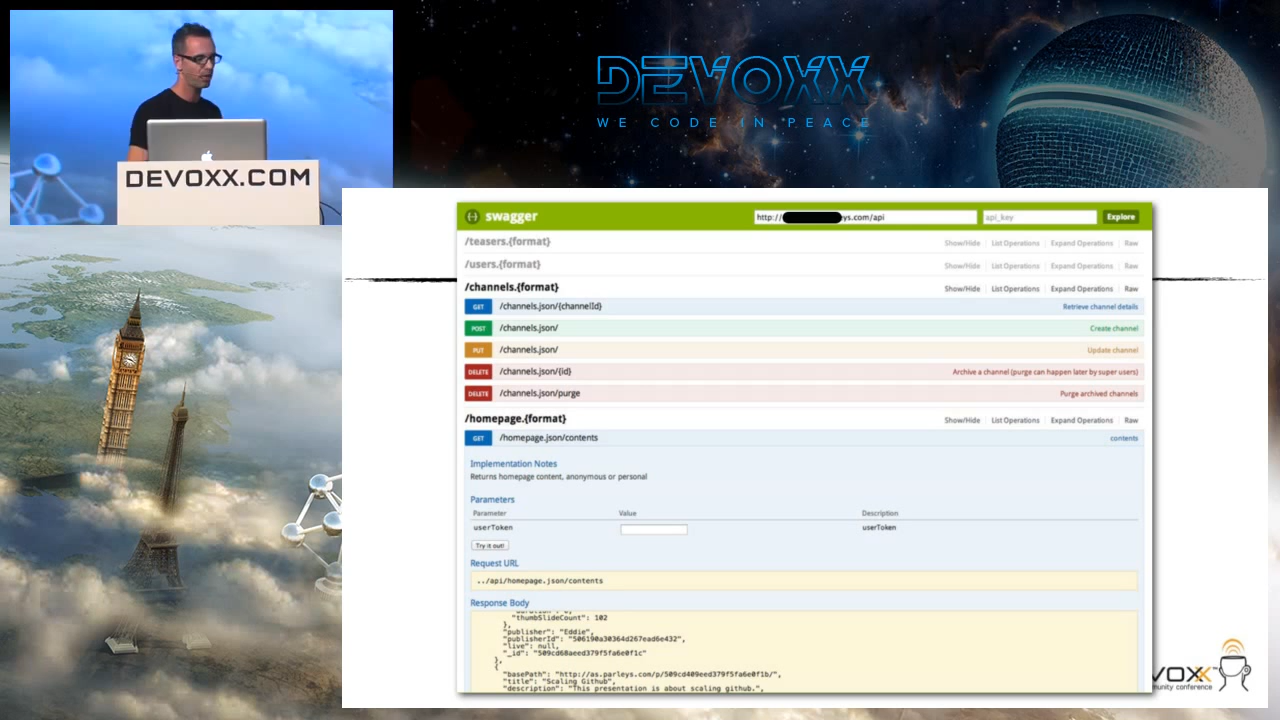 DEVOXX
WE CODE IN PEACE
DEVOXX.COM
swagger http:// ys.com/api api_key Explore
/teasers.{format} Show/Hide List Operations Expand Operations Raw
/users.{format} Show/Hide List Operations Expand Operations Raw
/channels.{format} Show/Hide List Operations Expand Operations Raw
GET /channels.json/{channelId} Retrieve channel details
POST /channels.json/ Create channel
PUT /channels.json/ Update channel
DELETE /channels.json/{id} Archive a channel (purge can happen later by super users)
DELETE /channels.json/purge Purge archived channels
/homepage.{format} Show/Hide List Operations Expand Operations Raw
GET /homepage.json/contents contents
Implementation Notes
Returns homepage content, anonymous or personal
Parameters
Parameter Value Description
userToken userToken
Try it out!
Request URL
../api/homepage.json/contents
Response Body
"thumbSlideCount": 102
},
"publisher": "Eddie",
"publisherId": "506190a30364d267ead6e432",
"live": null,
"_id": "509cd68aeed379f5fa6e0f1c"
},
{
"basePath": "http://as.parleys.com/p/509cd409eed379f5fa6e0f1b/",
"title": "Scaling Github",
"description": "This presentation is about scaling github.",
VOXX™
munity conference